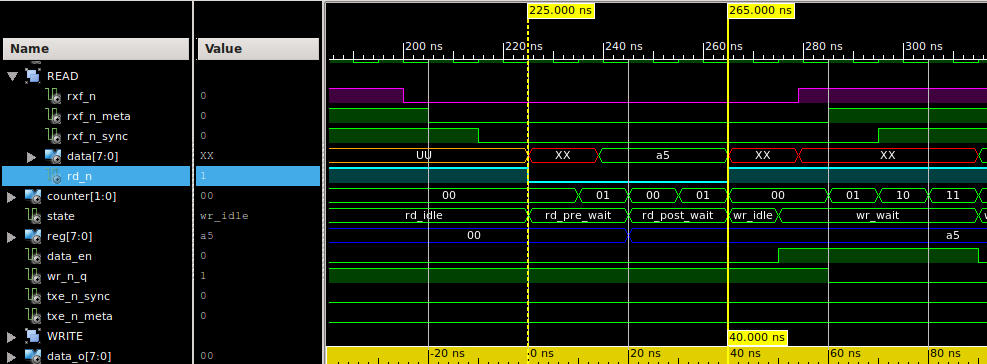 225.000 ns 265.000 ns
Name Value 200 ns 220 ns 240 ns 260 ns 280 ns 300 ns
READ
rxf_n 0
rxf_n_meta 0
rxf_n_sync 0
data[7:0] XX UU XX a5 XX XX
rd_n 1
counter[1:0] 00 00 01 00 01 00 01 10 11
state wr_idle rd_idle rd_pre_wait rd_post_wait wr_idle wr_wait
reg[7:0] a5 00 a5
data_en 0
wr_n_q 1
txe_n_sync 0
txe_n_meta 0
WRITE 40.000 ns
data_o[7:0] 00 -20 ns 0 ns 20 ns 40 ns 60 ns 80 ns